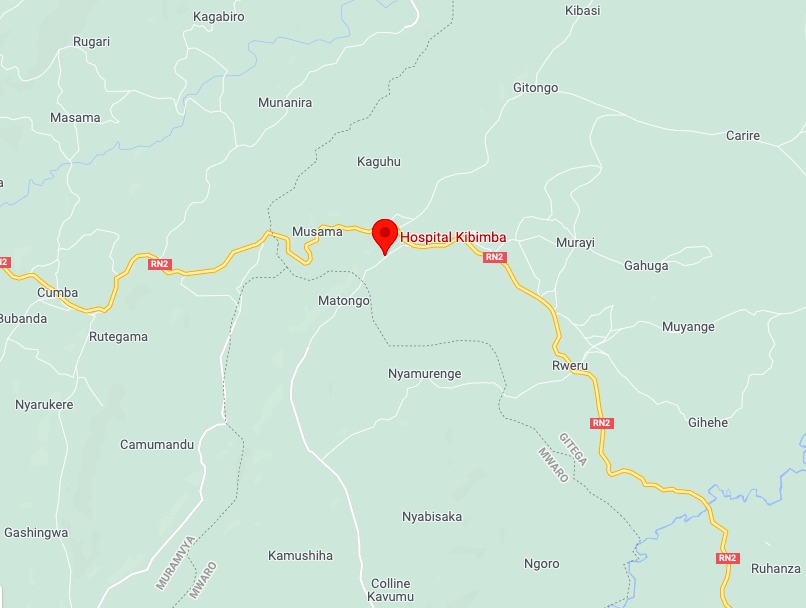 Kibasi
Kagabiro
Rugari
Gitongo
Munanira
Masama
Carire
Kaguhu
a
Musama
Hospital Kibimba
Murayi
RN2
N2
RN2
Gahuga
Cumba
Matongo
Bubanda
Muyange
Rutegama
Rweru
Nyamurenge
Nyarukere
RN2
Gihehe
Camumandu
GITEGA
MWARO
Nyabisaka
Gashingwa
Kamushiha
RN2
Ngoro
Ruhanza
MURAMVYA
MWARO
Colline
Kavumu